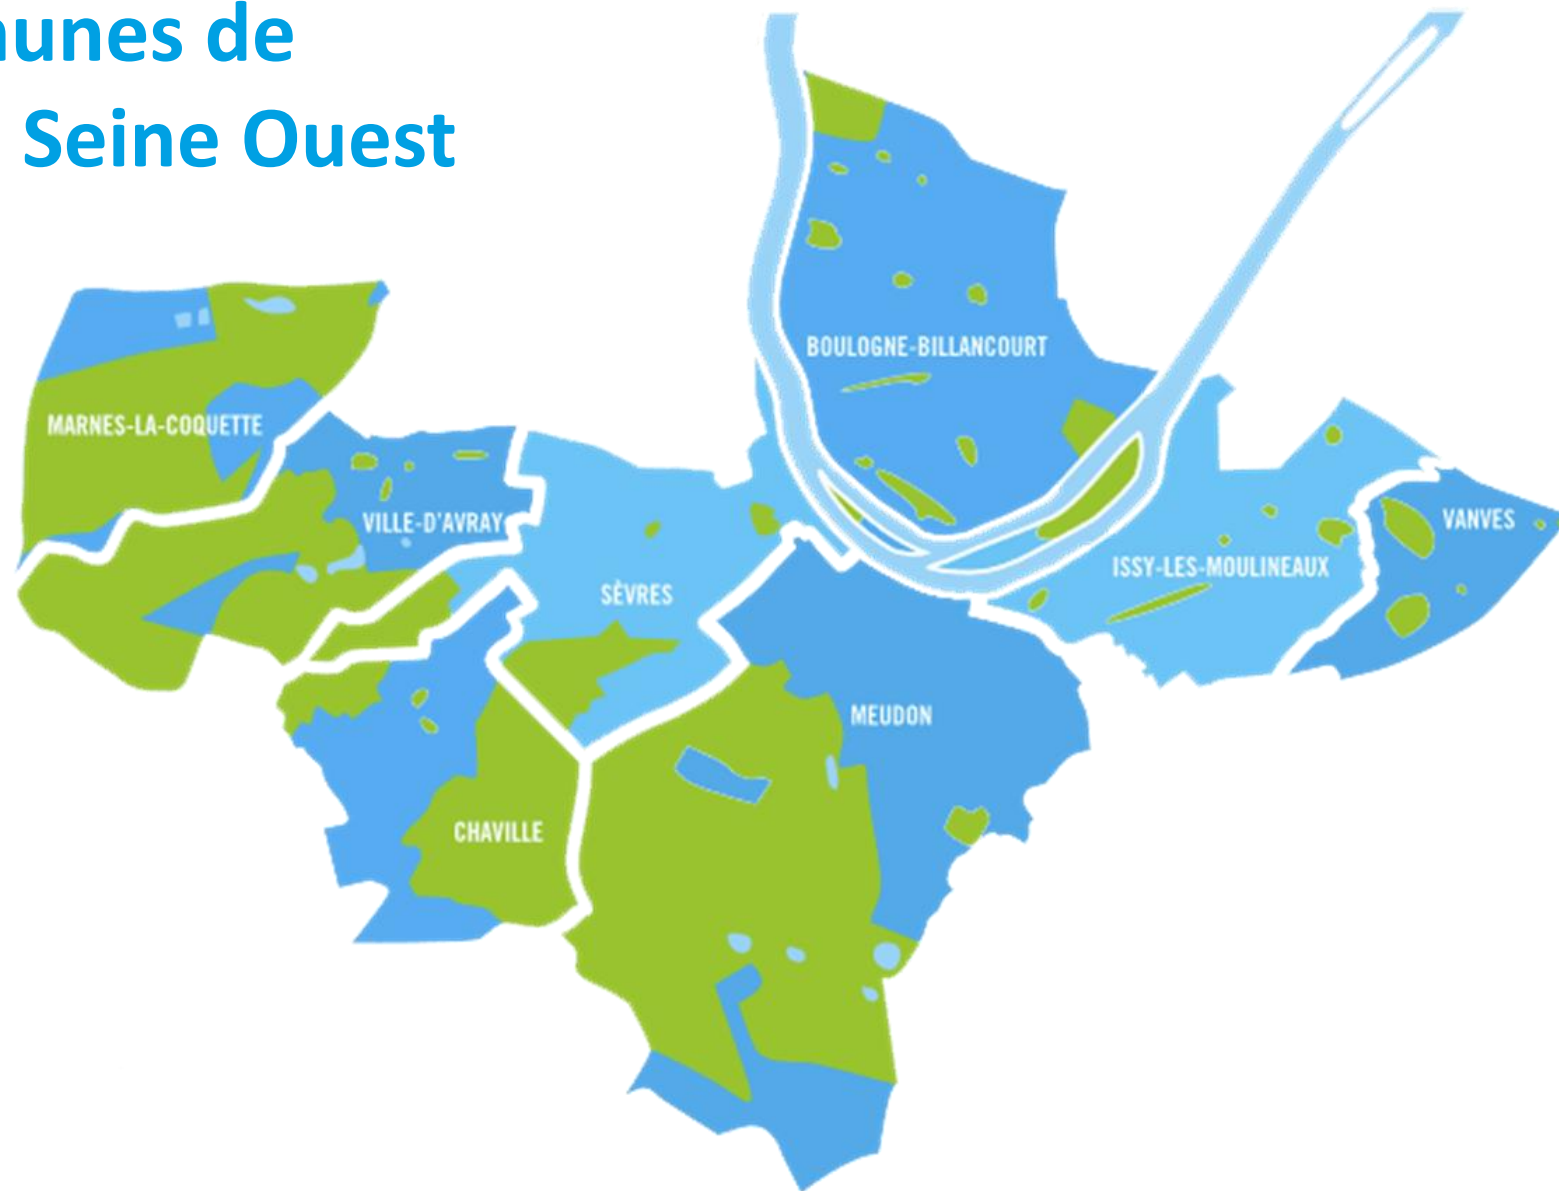 unes de
Seine Ouest
BOULOGNE-BILLANCOURT
MARNES-LA-COQUETTE
VILLE-D'AVRAY
VANVES
ISSY-LES-MOULINEAUX
SÈVRES
MEUDON
CHAVILLE